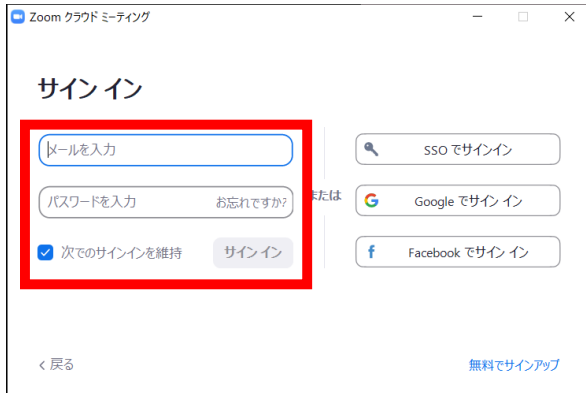 Zoom クラウド ミーティング
サイン イン
メールを入力
パスワードを入力 お忘れですか?
次でのサインインを維持 サイン イン
または
SSO でサインイン
Google でサイン イン
Facebook でサイン イン
戻る
無料でサインアップ